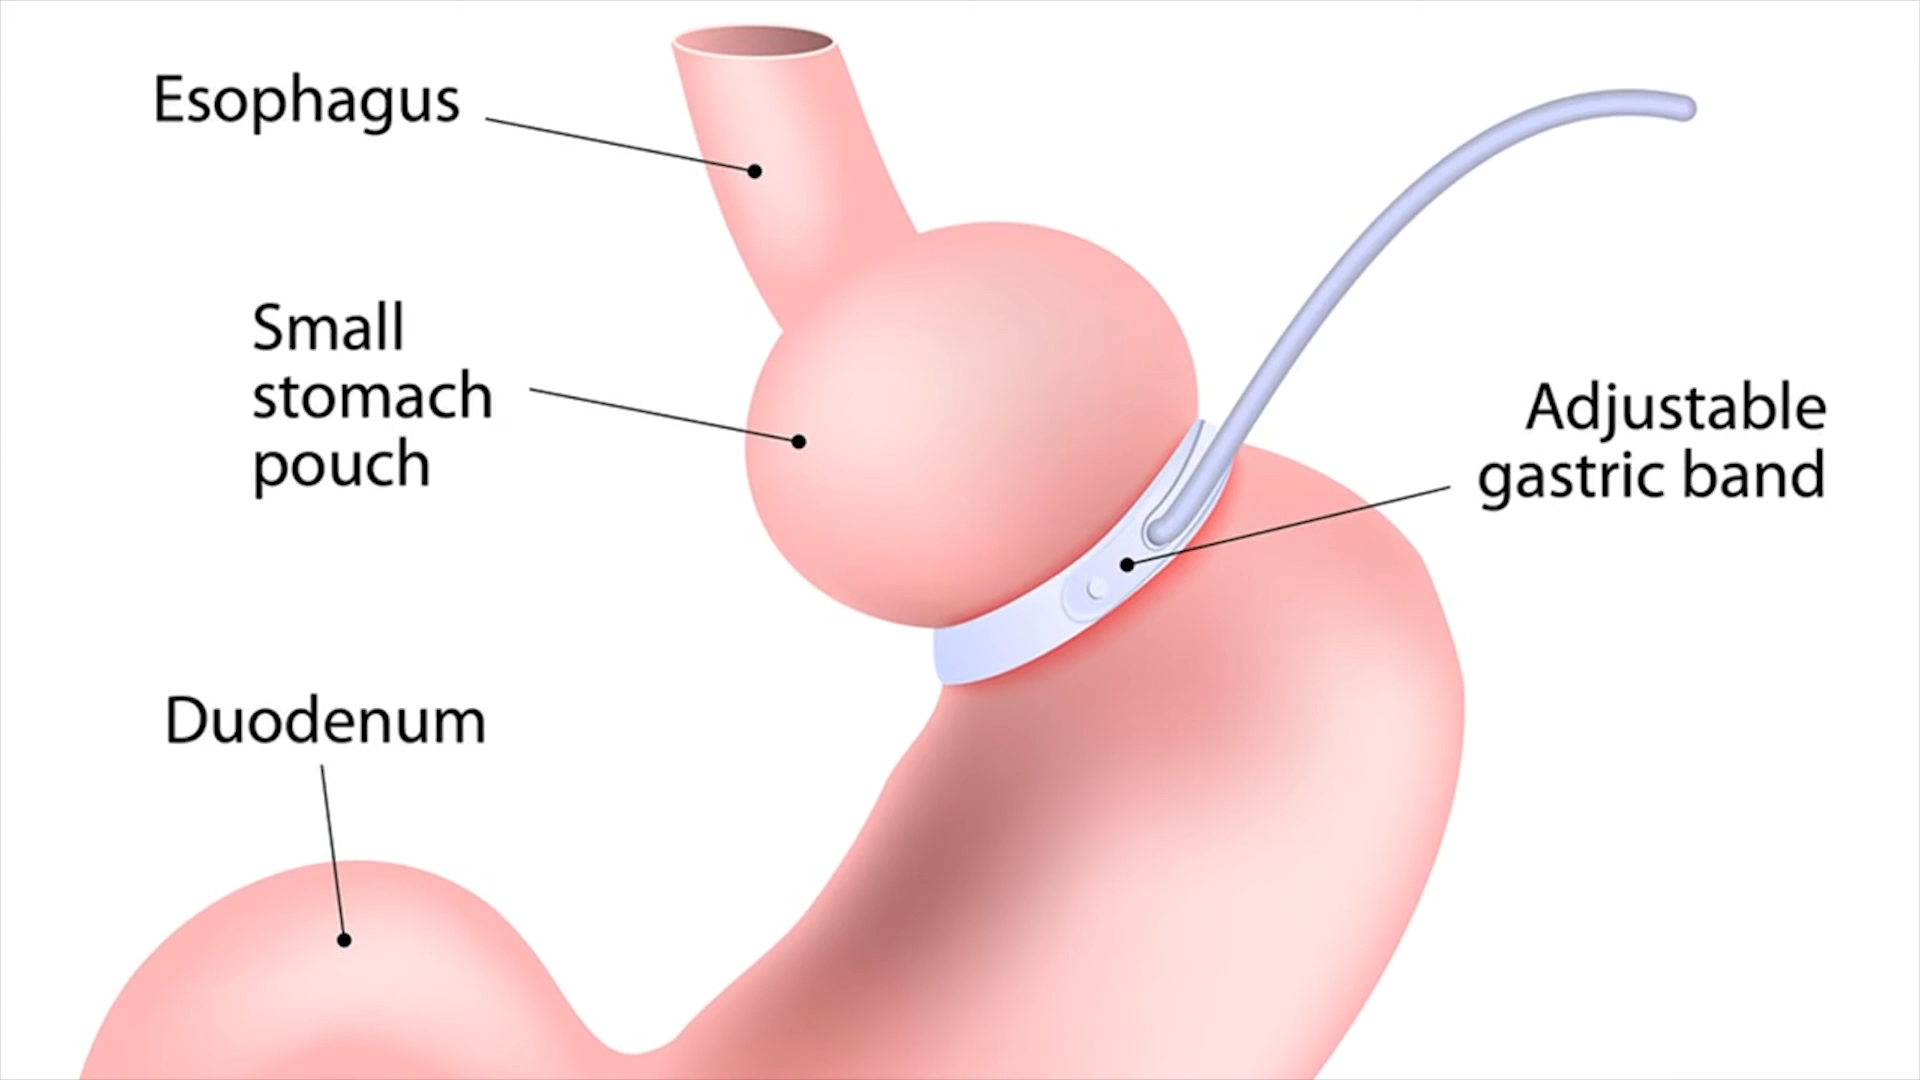 Esophagus
Small
stomach
pouch
Adjustable
gastric band
Duodenum